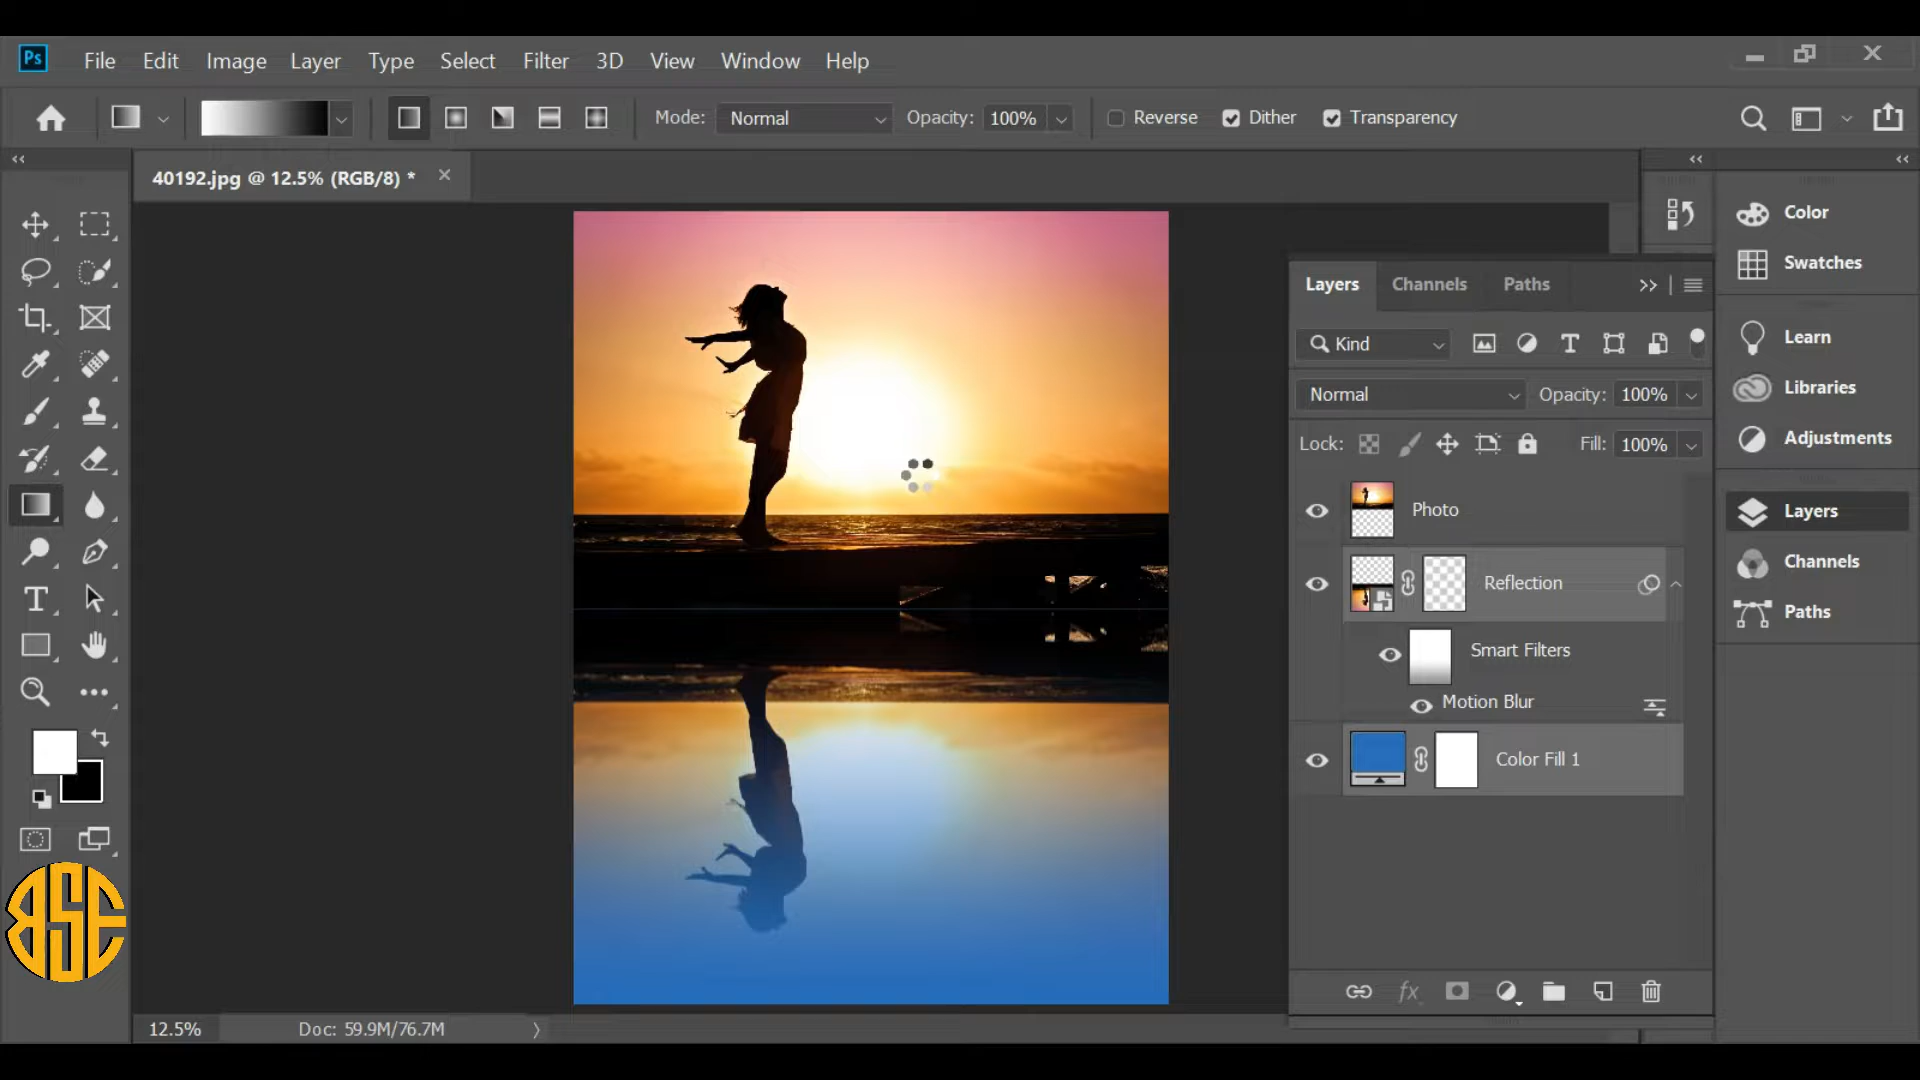 Ps File Edit Image Layer Type Select Filter 3D View Window Help
Mode: Normal Opacity: 100% Reverse Dither Transparency
40192.jpg @ 12.5% (RGB/8) *
Color
Swatches
Learn
Libraries
Adjustments
Layers
Channels
Paths
Layers Channels Paths
Kind
Normal Opacity: 100%
Lock: Fill: 100%
Photo
Reflection
Smart Filters
Motion Blur
Color Fill 1
fx
BSE
12.5% Doc: 59.9M/76.7M